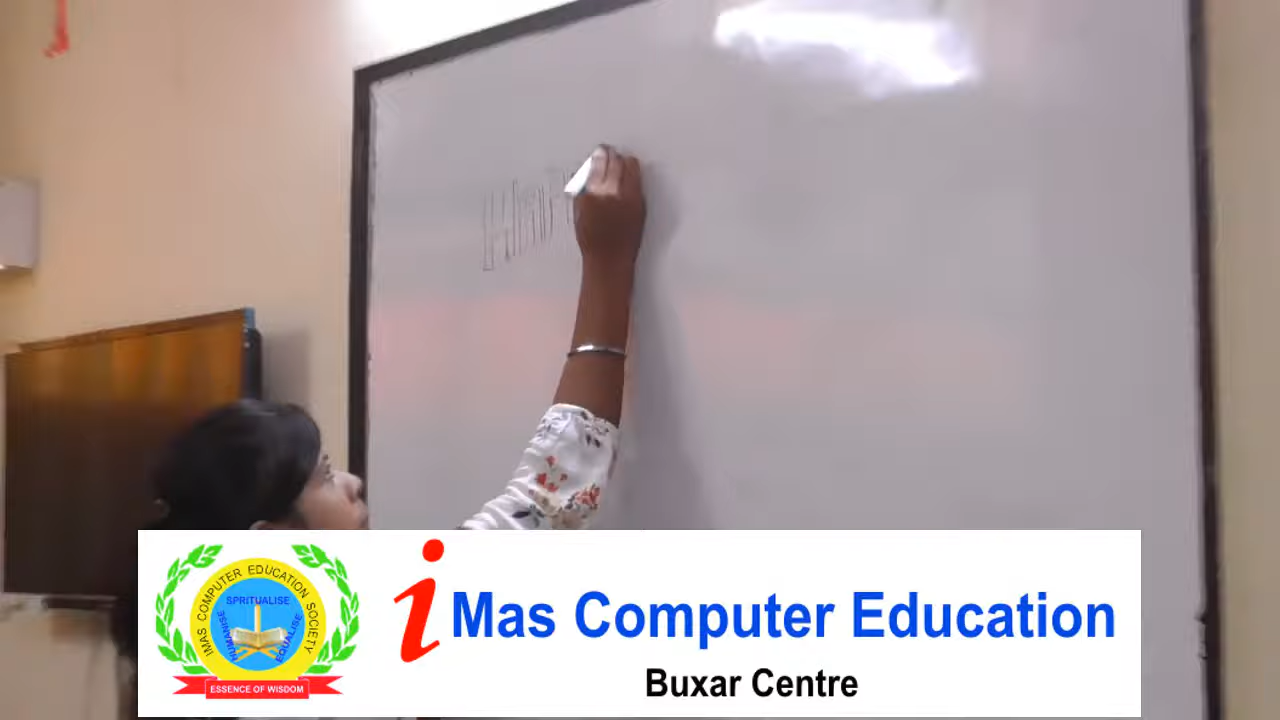 iMas Computer Education
Buxar Centre
IMAS COMPUTER EDUCATION SOCIETY
SPRITUALISE
HUMANISE
EQUALISE
ESSENCE OF WISDOM